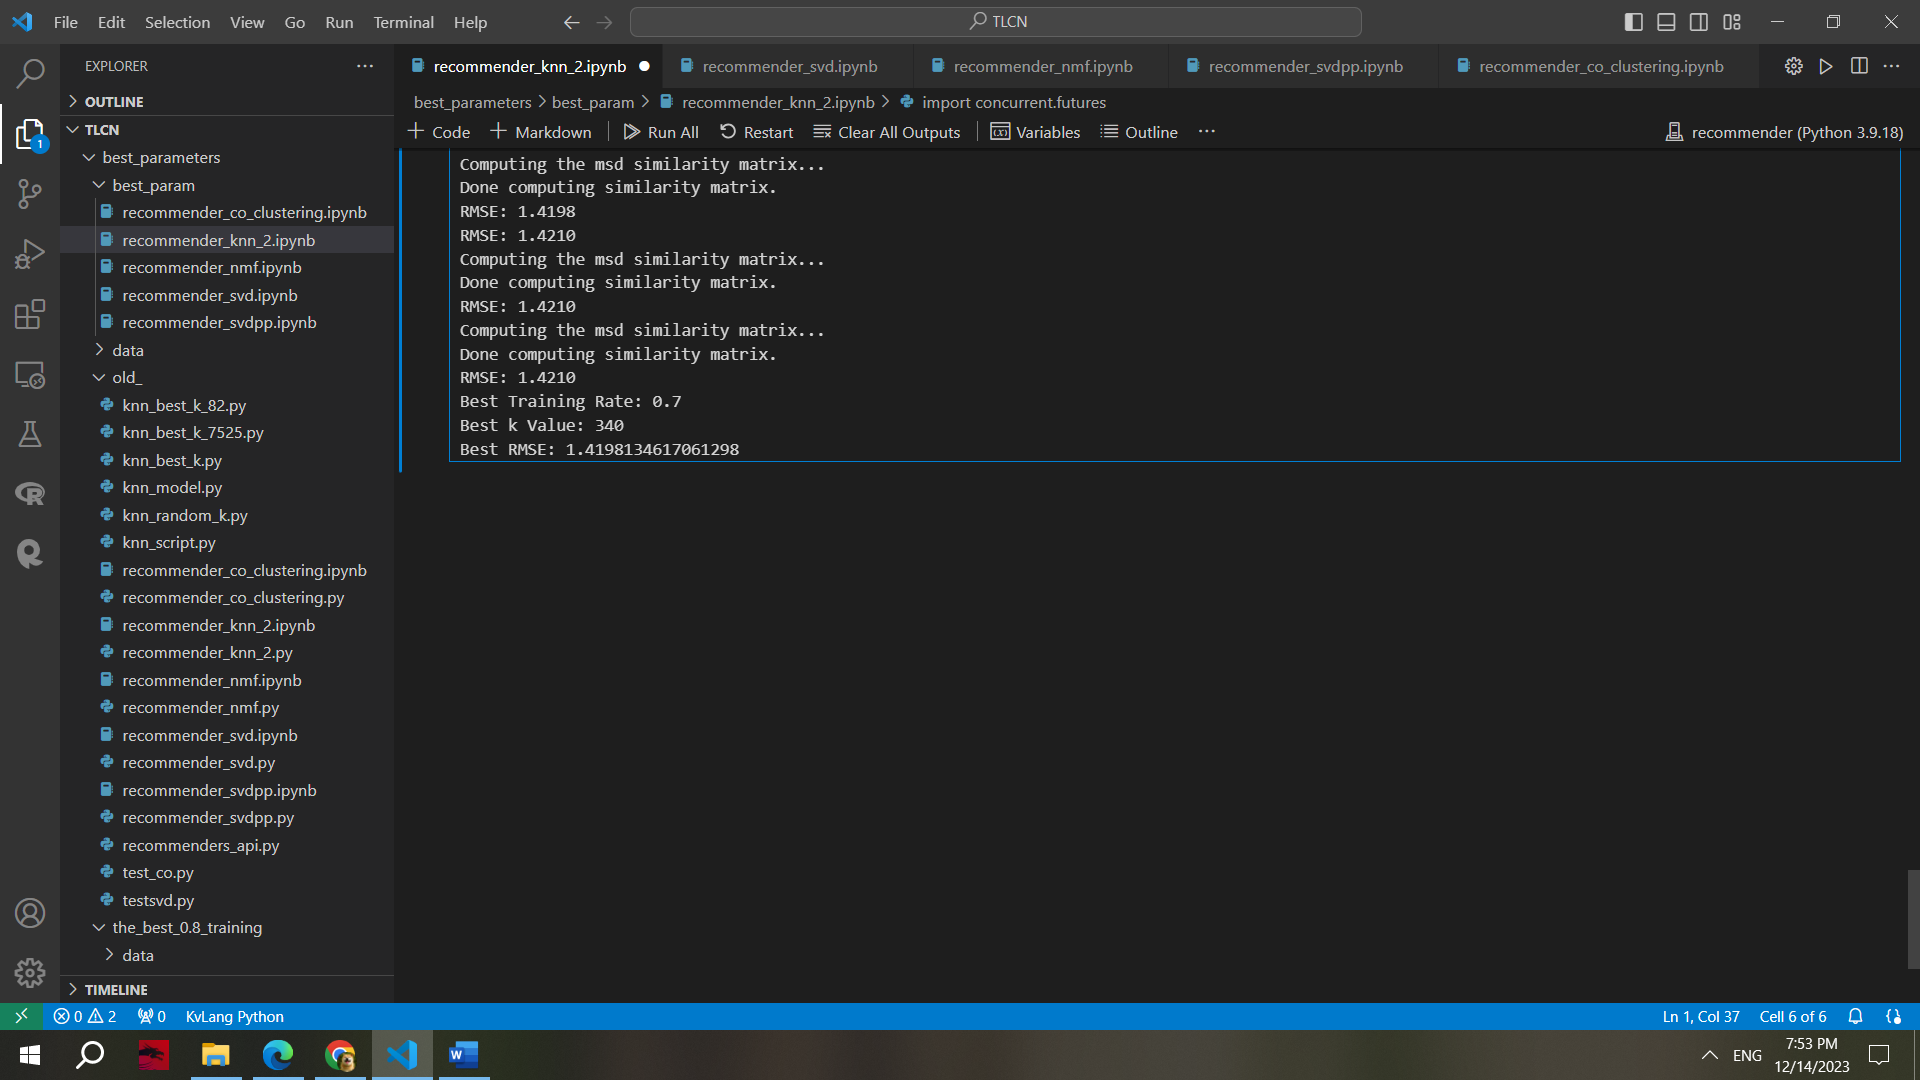 File Edit Selection View Go Run Terminal Help
TLCN
EXPLORER
OUTLINE
TLCN
best_parameters
best_param
recommender_co_clustering.ipynb
recommender_knn_2.ipynb
recommender_nmf.ipynb
recommender_svd.ipynb
recommender_svdpp.ipynb
data
old_
knn_best_k_82.py
knn_best_k_7525.py
knn_best_k.py
knn_model.py
knn_random_k.py
knn_script.py
recommender_co_clustering.ipynb
recommender_co_clustering.py
recommender_knn_2.ipynb
recommender_knn_2.py
recommender_nmf.ipynb
recommender_nmf.py
recommender_svd.ipynb
recommender_svd.py
recommender_svdpp.ipynb
recommender_svdpp.py
recommenders_api.py
test_co.py
testsvd.py
the_best_0.8_training
data
TIMELINE
recommender_knn_2.ipynb recommender_svd.ipynb recommender_nmf.ipynb recommender_svdpp.ipynb recommender_co_clustering.ipynb
best_parameters > best_param > recommender_knn_2.ipynb > import concurrent.futures
+ Code + Markdown | Run All Restart Clear All Outputs | Variables Outline ... recommender (Python 3.9.18)
Computing the msd similarity matrix...
Done computing similarity matrix.
RMSE: 1.4198
RMSE: 1.4210
Computing the msd similarity matrix...
Done computing similarity matrix.
RMSE: 1.4210
Computing the msd similarity matrix...
Done computing similarity matrix.
RMSE: 1.4210
Best Training Rate: 0.7
Best k Value: 340
Best RMSE: 1.4198134617061298
1
0 2 0 KvLang Python Ln 1, Col 37 Cell 6 of 6
ENG
7:53 PM
12/14/2023